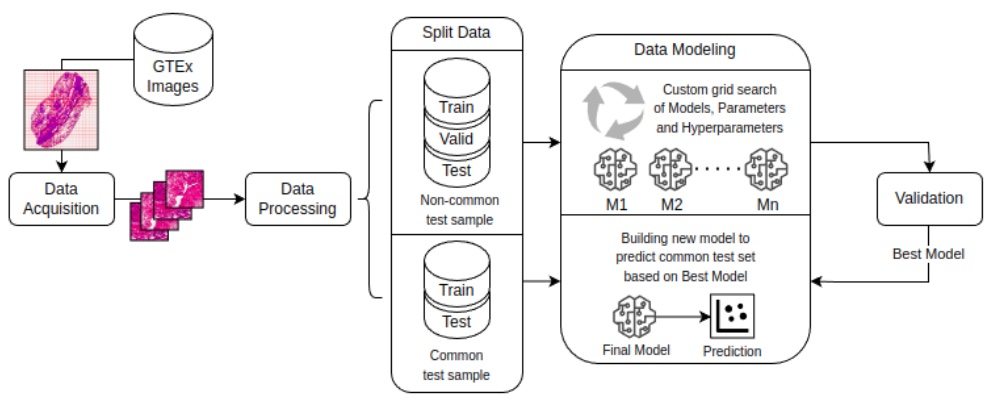 GTEx
Images
Data
Acquisition
Data
Processing
Split Data
Train
Valid
Test
Non-common
test sample
Train
Test
Common
test sample
Data Modeling
Custom grid search
of Models, Parameters
and Hyperparameters
M1
M2
Mn
Building new model to
predict common test set
based on Best Model
Final Model
Prediction
Validation
Best Model